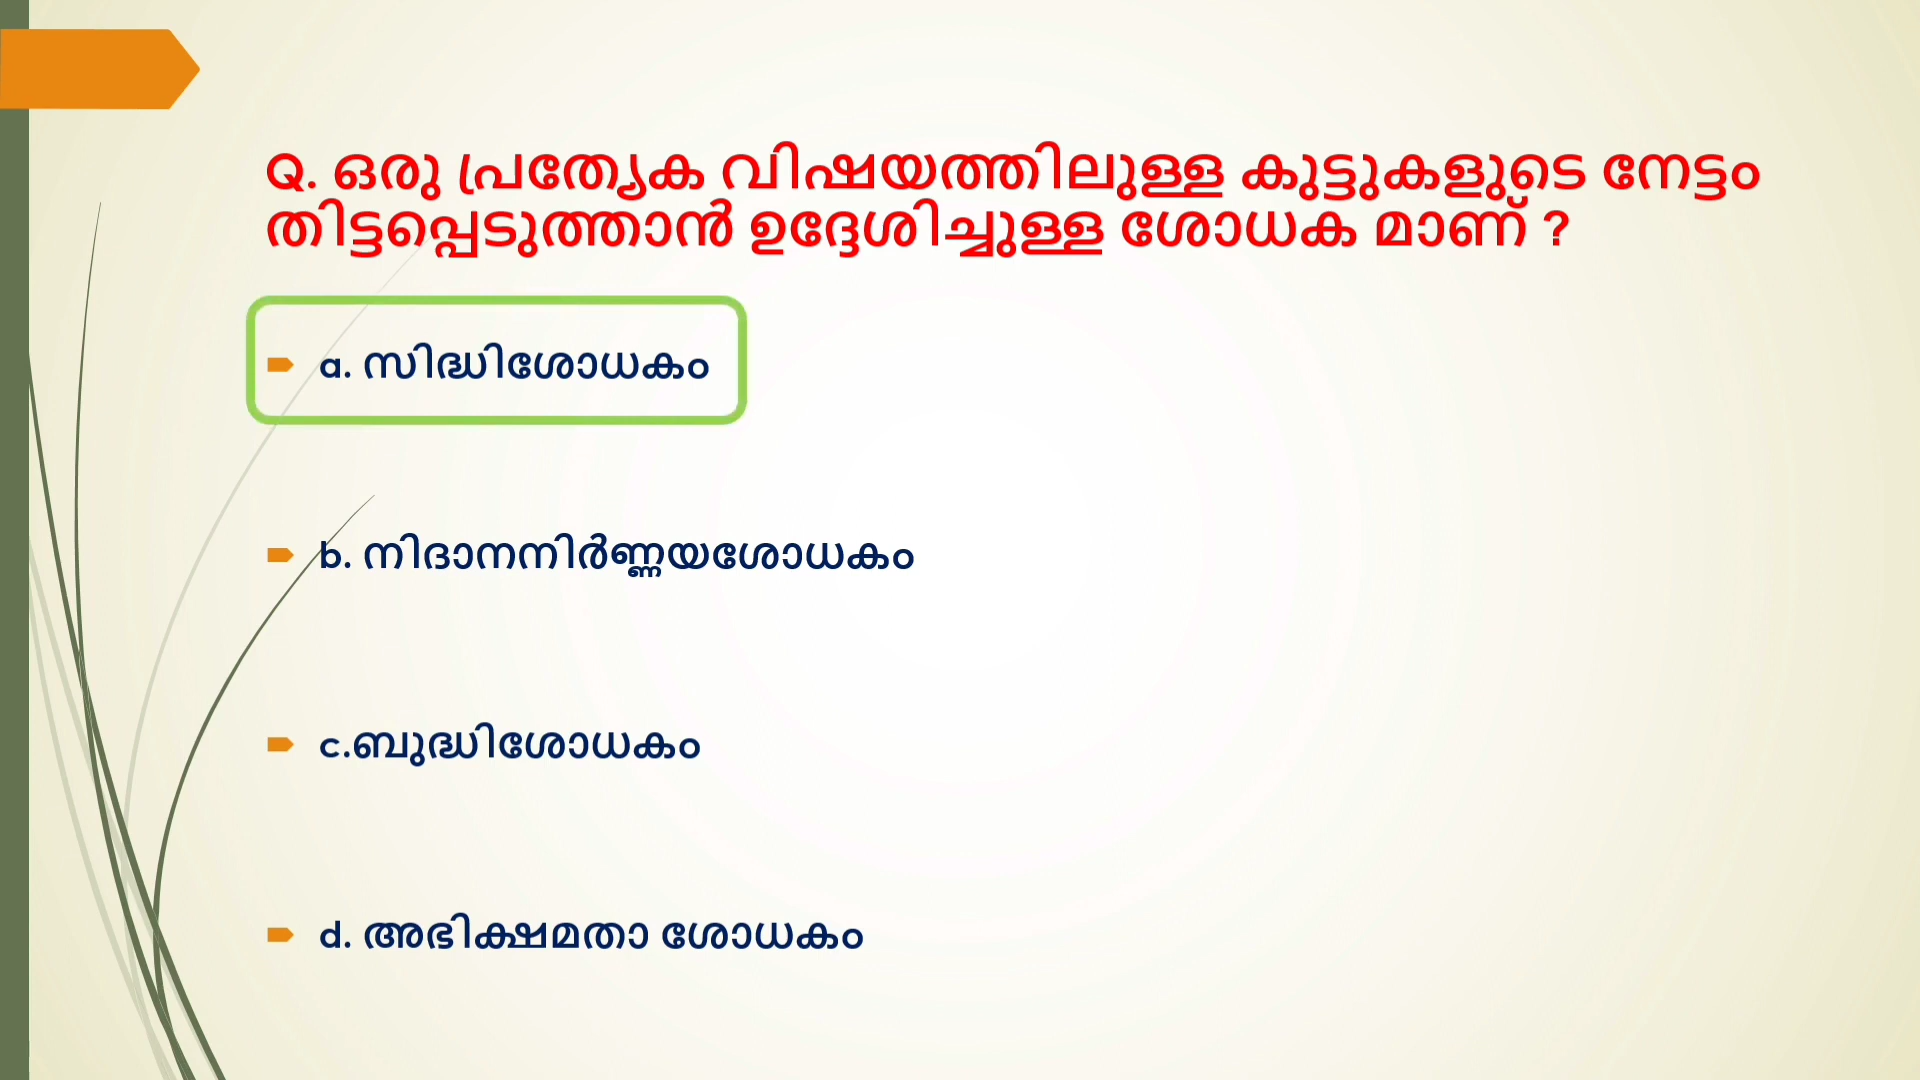 Q. ഒരു പ്രത്യേക വിഷയത്തിലുള്ള കുട്ടുകളുടെ നേട്ടം
തിട്ടപ്പെടുത്താൻ ഉദ്ദേശിച്ചുള്ള ശോധക മാണ് ?
a. സിദ്ധിശോധകം
b. നിദാനനിർണ്ണയശോധകം
c.ബുദ്ധിശോധകം
d. അഭിക്ഷമതാ ശോധകം